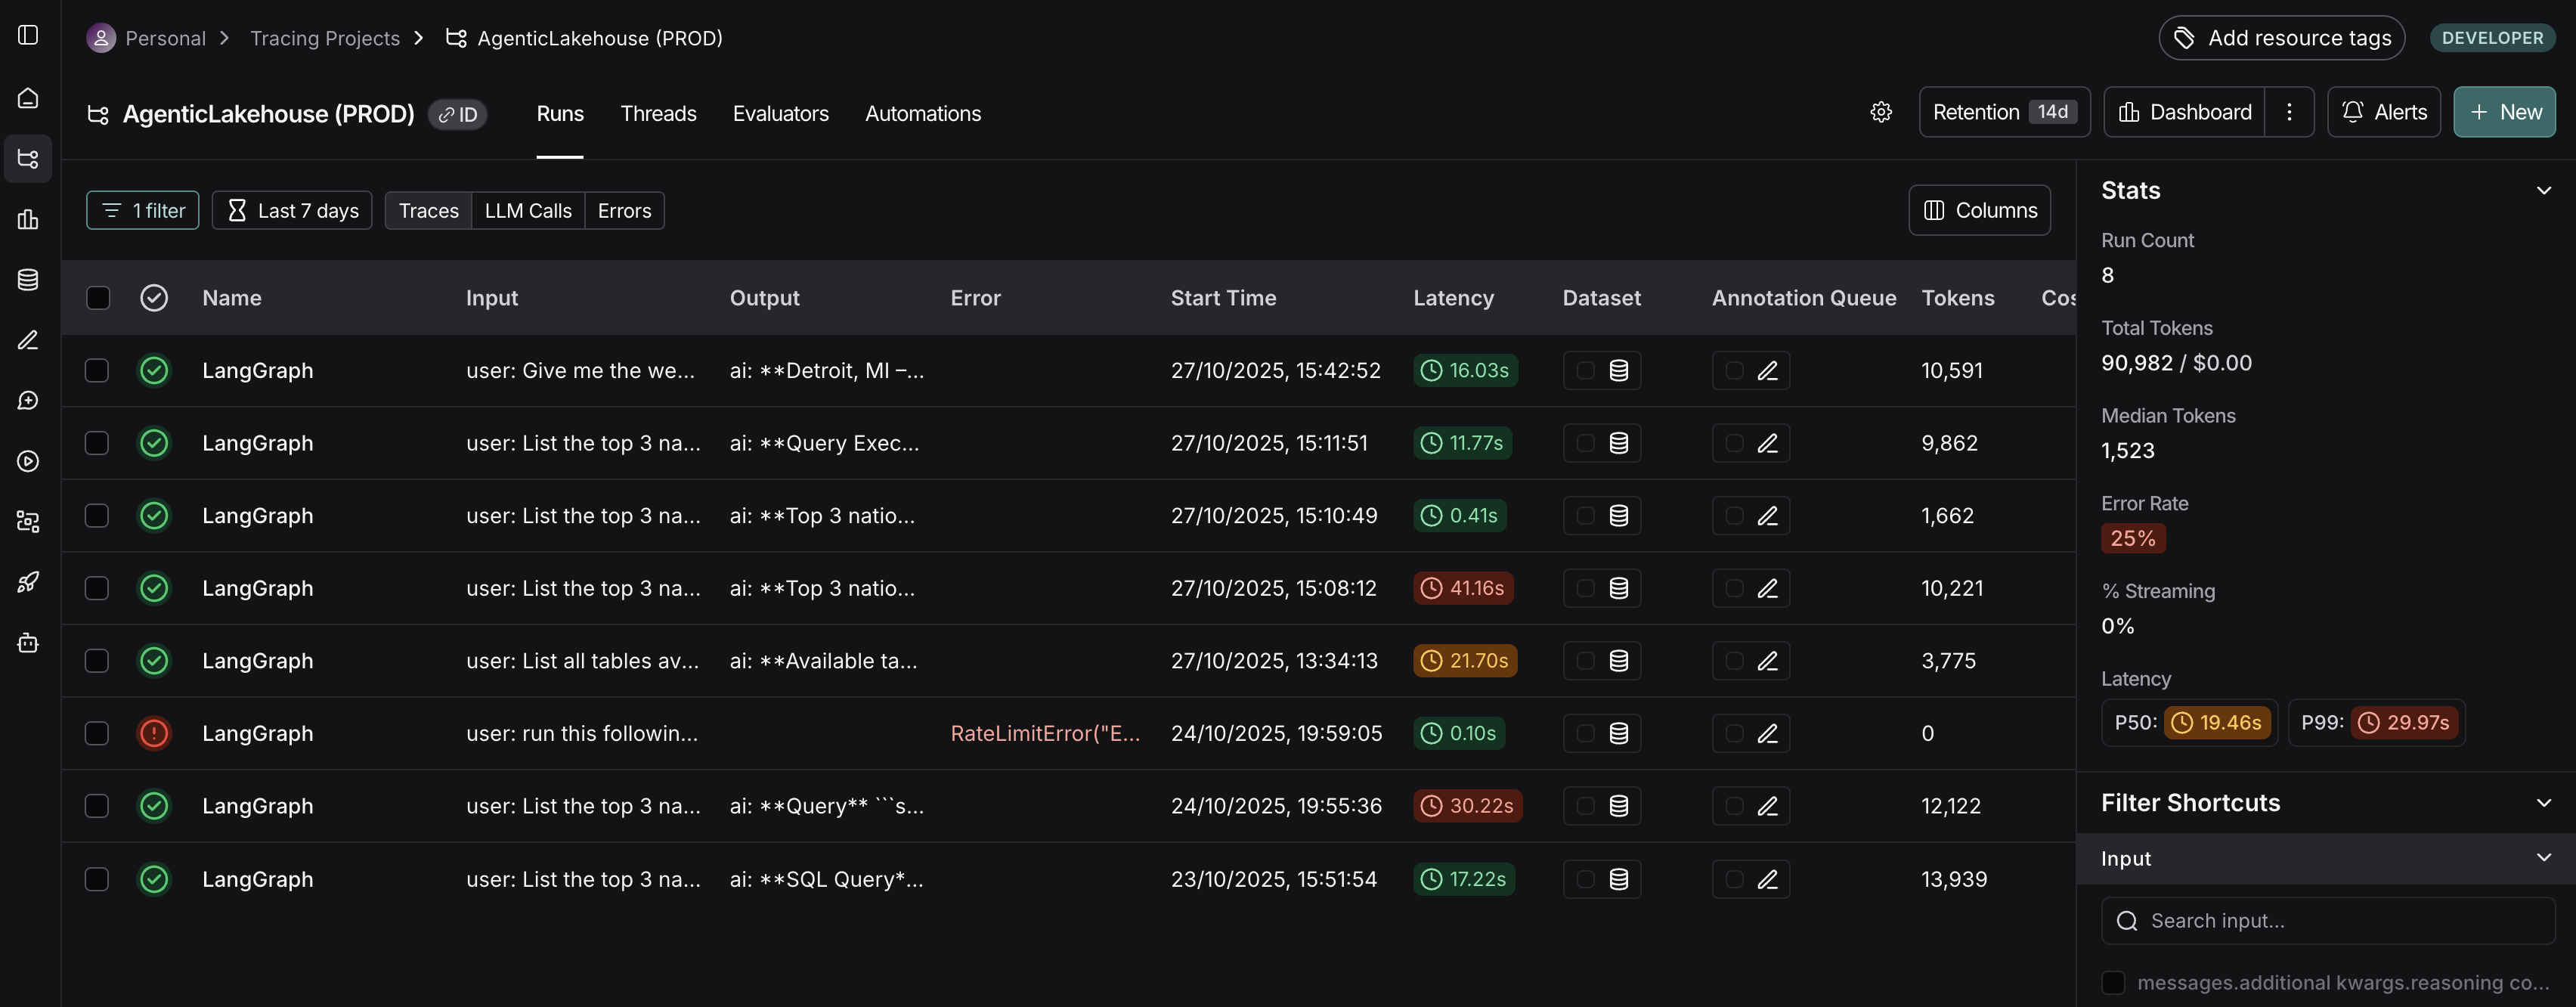 Personal > Tracing Projects > AgenticLakehouse (PROD)
Add resource tags
DEVELOPER
AgenticLakehouse (PROD) ID Runs Threads Evaluators Automations
Retention 14d Dashboard Alerts + New
1 filter Last 7 days Traces LLM Calls Errors Columns
Name Input Output Error Start Time Latency Dataset Annotation Queue Tokens Cos
LangGraph user: Give me the we... ai: **Detroit, MI –... 27/10/2025, 15:42:52 16.03s 10,591
LangGraph user: List the top 3 na... ai: **Query Exec... 27/10/2025, 15:11:51 11.77s 9,862
LangGraph user: List the top 3 na... ai: **Top 3 natio... 27/10/2025, 15:10:49 0.41s 1,662
LangGraph user: List the top 3 na... ai: **Top 3 natio... 27/10/2025, 15:08:12 41.16s 10,221
LangGraph user: List all tables av... ai: **Available ta... 27/10/2025, 13:34:13 21.70s 3,775
LangGraph user: run this followin... RateLimitError("E... 24/10/2025, 19:59:05 0.10s 0
LangGraph user: List the top 3 na... ai: **Query** ```s... 24/10/2025, 19:55:36 30.22s 12,122
LangGraph user: List the top 3 na... ai: **SQL Query*... 23/10/2025, 15:51:54 17.22s 13,939
Stats
Run Count
8
Total Tokens
90,982 / $0.00
Median Tokens
1,523
Error Rate
25%
% Streaming
0%
Latency
P50: 19.46s P99: 29.97s
Filter Shortcuts
Input
Search input...
messages.additional kwargs.reasoning co...